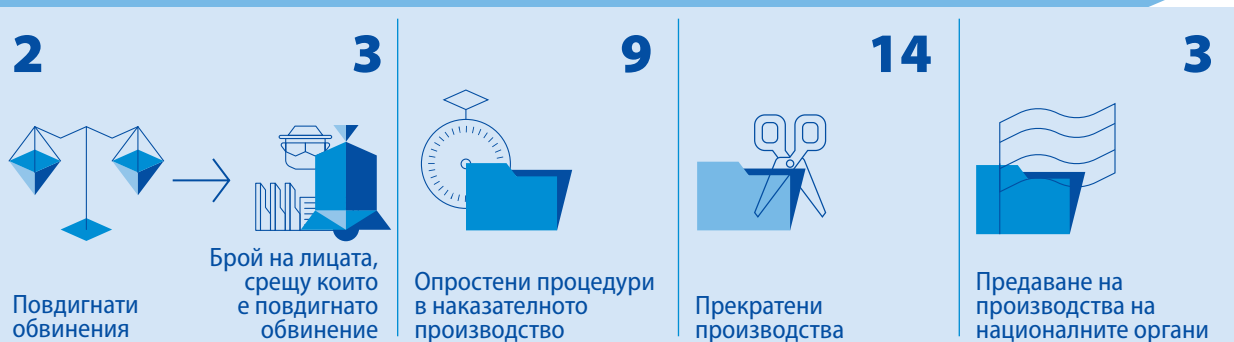 2
Повдигнати
обвинения
3
Брой на лицата,
срещу които
е повдигнато
обвинение
9
Опростени процедури
в наказателното
производство
14
Прекратени
производства
3
Предаване на
производства на
националните органи